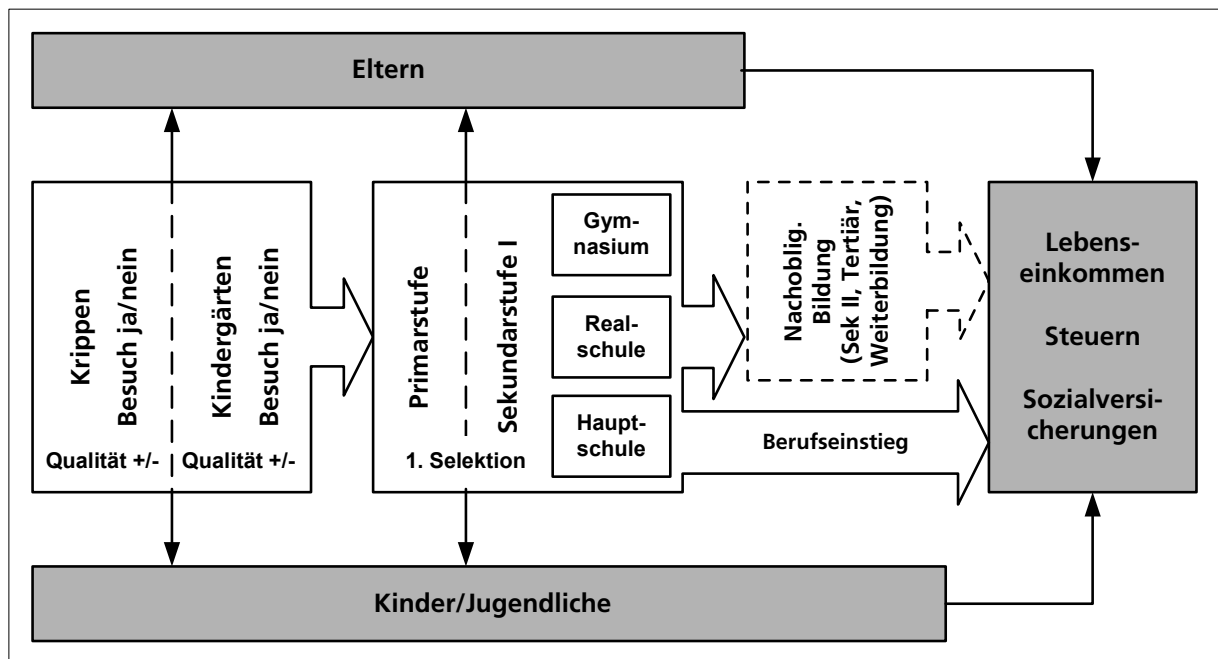 Eltern
Krippen
Besuch ja/nein
Kindergärten
Besuch ja/nein
Qualität +/-
Qualität +/-
Primarstufe
Sekundarstufe I
1. Selektion
Gym-
nasium
Real-
schule
Haupt-
schule
Nachoblig.
Bildung
(Sek II, Tertiär,
Weiterbildung)
Berufseinstieg
Lebens-
einkommen
Steuern
Sozialversi-
cherungen
Kinder/Jugendliche